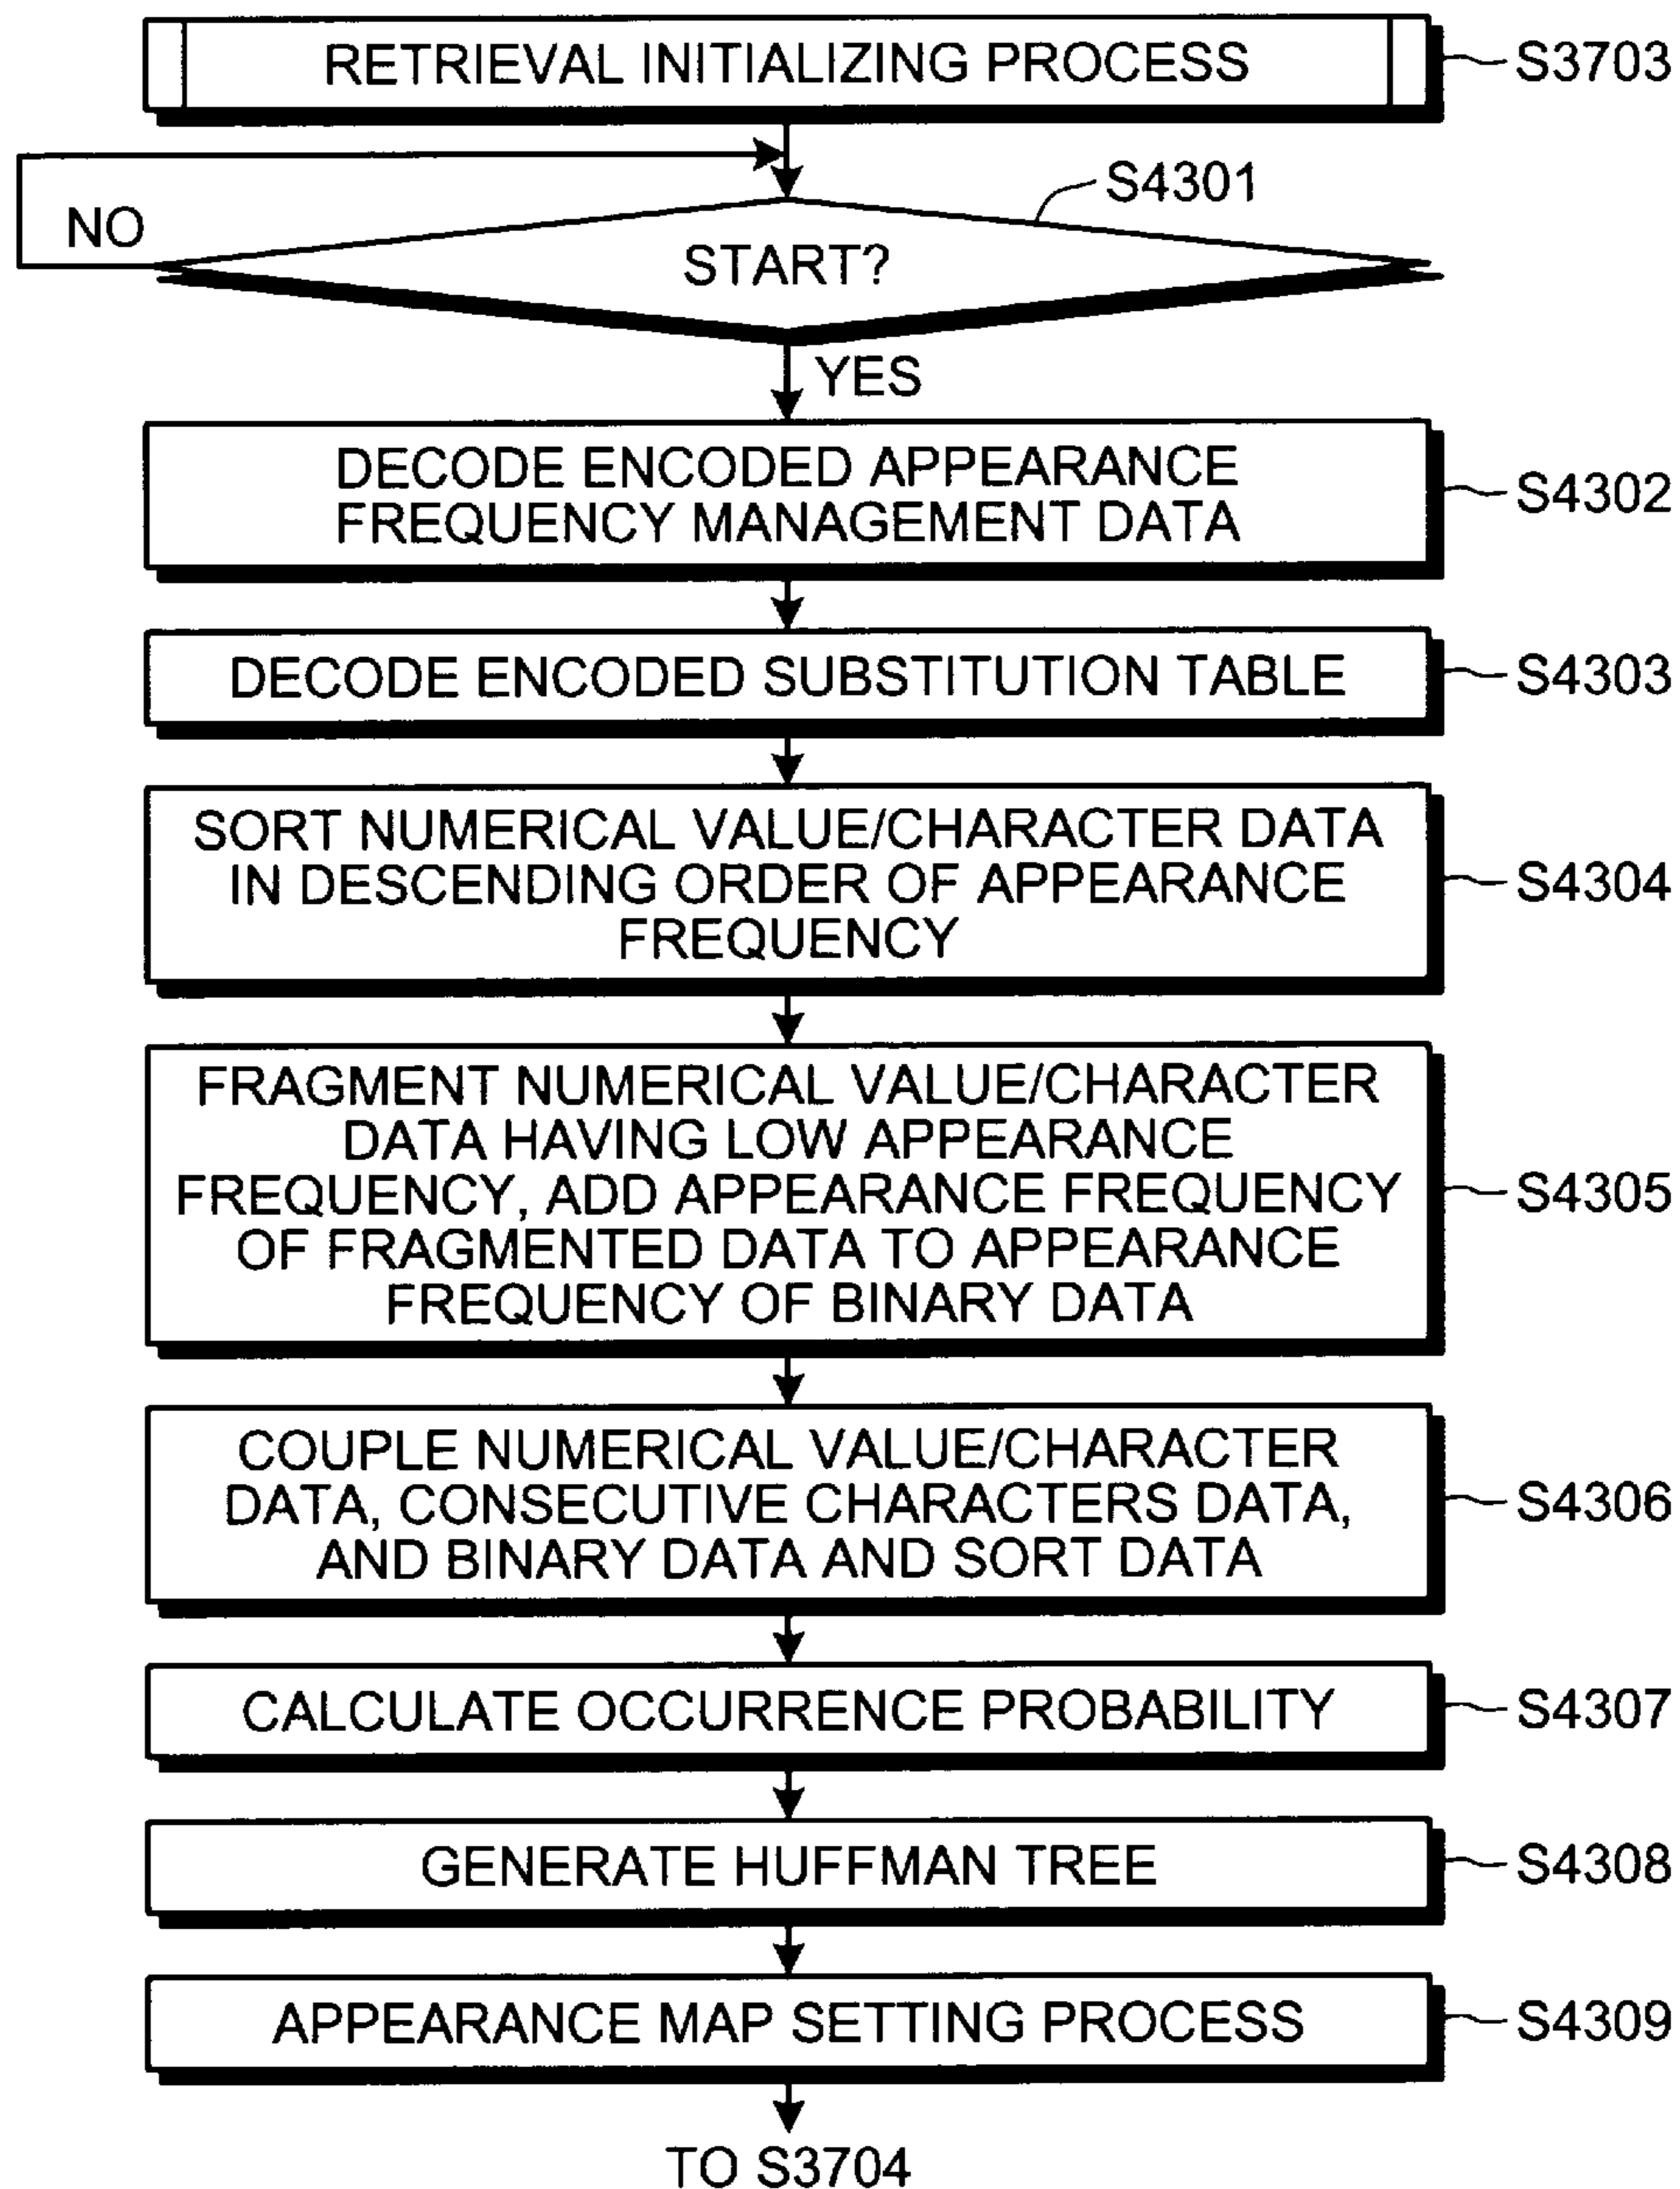 RETRIEVAL INITIALIZING PROCESS
S3703
S4301
NO
START?
YES
DECODE ENCODED APPEARANCE
FREQUENCY MANAGEMENT DATA
S4302
DECODE ENCODED SUBSTITUTION TABLE
S4303
SORT NUMERICAL VALUE/CHARACTER DATA
IN DESCENDING ORDER OF APPEARANCE
FREQUENCY
S4304
FRAGMENT NUMERICAL VALUE/CHARACTER
DATA HAVING LOW APPEARANCE
FREQUENCY, ADD APPEARANCE FREQUENCY
OF FRAGMENTED DATA TO APPEARANCE
FREQUENCY OF BINARY DATA
S4305
COUPLE NUMERICAL VALUE/CHARACTER
DATA, CONSECUTIVE CHARACTERS DATA,
AND BINARY DATA AND SORT DATA
S4306
CALCULATE OCCURRENCE PROBABILITY
S4307
GENERATE HUFFMAN TREE
S4308
APPEARANCE MAP SETTING PROCESS
S4309
TO S3704